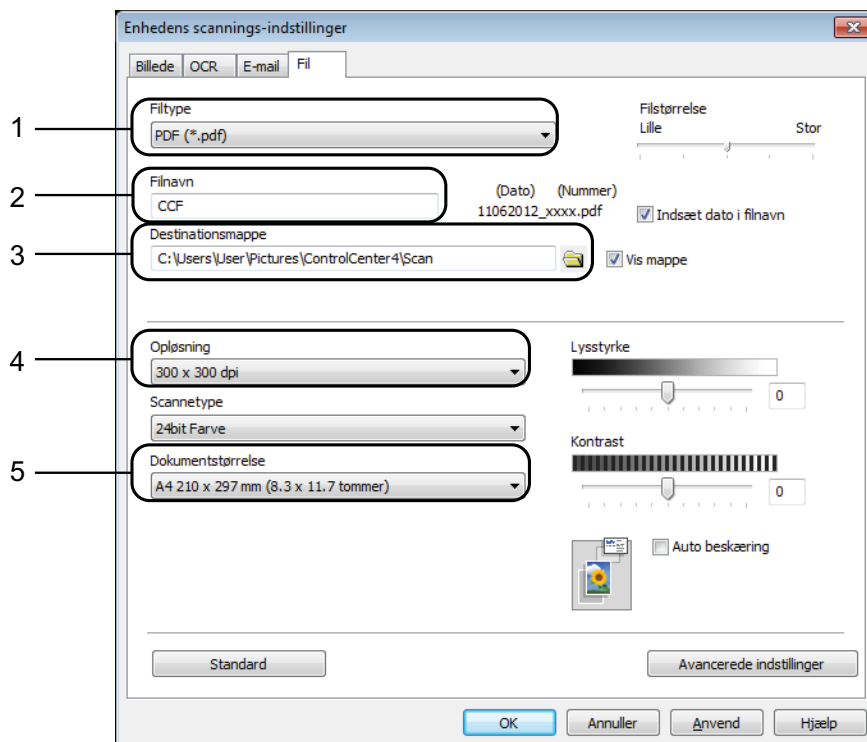 Enhedens scannings-indstillinger
Billede OCR E-mail Fil
1
Filtype
PDF (*.pdf)
Filstørrelse
Lille Stor
2
Filnavn
CCF
(Dato) (Nummer)
11062012_xxxx.pdf
Indsæt dato i filnavn
3
Destinationsmappe
C:\Users\User\Pictures\ControlCenter4\Scan
Vis mappe
4
Opløsning
300 x 300 dpi
Lysstyrke
0
Scannetype
24bit Farve
Kontrast
0
5
Dokumentstørrelse
A4 210 x 297 mm (8.3 x 11.7 tommer)
Auto beskæring
Standard
Avancerede indstillinger
OK Annuller Anvend Hjælp